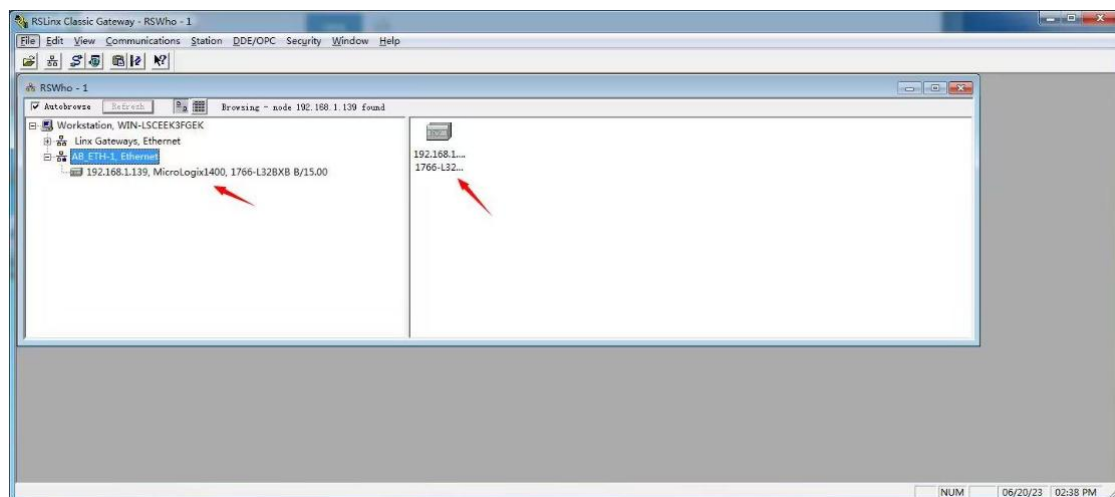 RSLinx Classic Gateway - RSWho - 1
File Edit View Communications Station DDE/OPC Security Window Help
RSWho - 1
Autobrowse Refresh Browsing - node 192.168.1.139 found
Workstation, WIN-LSCEEK3FGEK
Linx Gateways, Ethernet
AB_ETH-1, Ethernet
192.168.1.139, MicroLogix1400, 1766-L32BXB B/15.00
192.168.1....
1766-L32...
NUM 06/20/23 02:38 PM